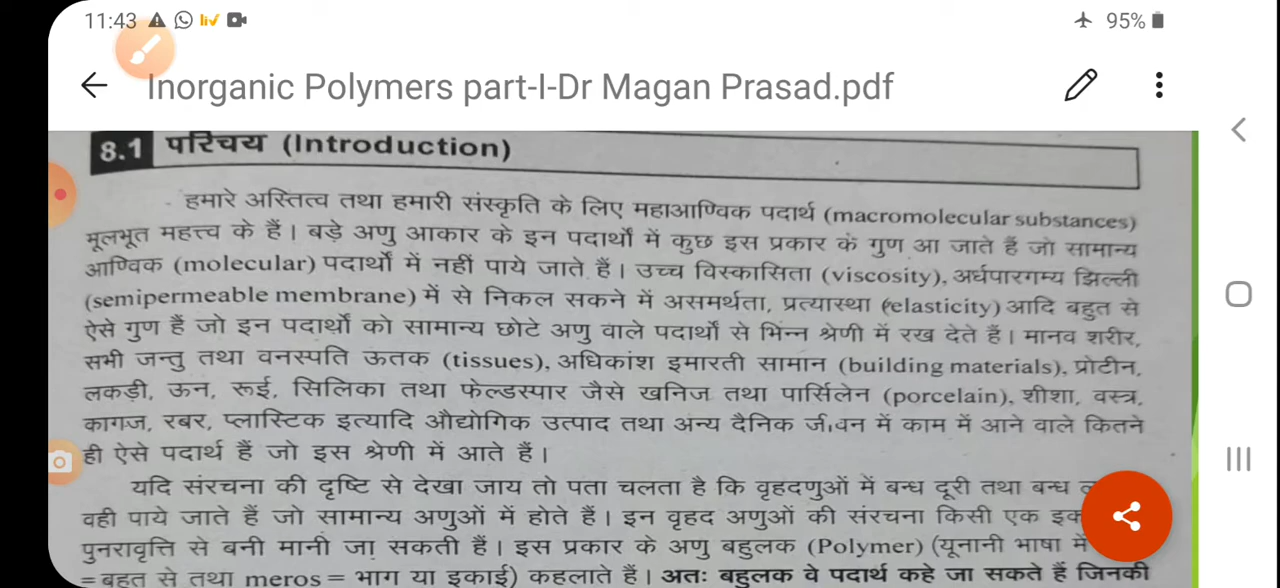 11:43 liv 95%
Inorganic Polymers part-I-Dr Magan Prasad.pdf
8.1 परिचय (Introduction)
हमारे अस्तित्व तथा हमारी संस्कृति के लिए महाआण्विक पदार्थ (macromolecular substances)
मूलभूत महत्त्व के हैं। बड़े अणु आकार के इन पदार्थों में कुछ इस प्रकार के गुण आ जाते हैं जो सामान्य
आण्विक (molecular) पदार्थों में नहीं पाये जाते हैं। उच्च विस्कासिता (viscosity), अर्धपारगम्य झिल्ली
(semipermeable membrane) में से निकल सकने में असमर्थता, प्रत्यास्था (elasticity) आदि बहुत से
ऐसे गुण हैं जो इन पदार्थों को सामान्य छोटे अणु वाले पदार्थों से भिन्न श्रेणी में रख देते हैं। मानव शरीर,
सभी जन्तु तथा वनस्पति ऊतक (tissues), अधिकांश इमारती सामान (building materials), प्रोटीन,
लकड़ी, ऊन, रूई, सिलिका तथा फेल्डस्पार जैसे खनिज तथा पार्सिलेन (porcelain), शीशा, वस्त्र,
कागज, रबर, प्लास्टिक इत्यादि औद्योगिक उत्पाद तथा अन्य दैनिक जीवन में काम में आने वाले कितने
ही ऐसे पदार्थ हैं जो इस श्रेणी में आते हैं।
यदि संरचना की दृष्टि से देखा जाय तो पता चलता है कि वृहदणुओं में बन्ध दूरी तथा बन्ध
वही पाये जाते हैं जो सामान्य अणुओं में होते हैं। इन वृहद अणुओं की संरचना किसी एक
पुनरावृत्ति से बनी मानी जा सकती हैं। इस प्रकार के अणु बहुलक (Polymer) (यूनानी भाषा में
=बहुत से तथा meros = भाग या इकाई) कहलाते हैं। अतः बहुलक वे पदार्थ कहे जा सकते हैं जिनकी